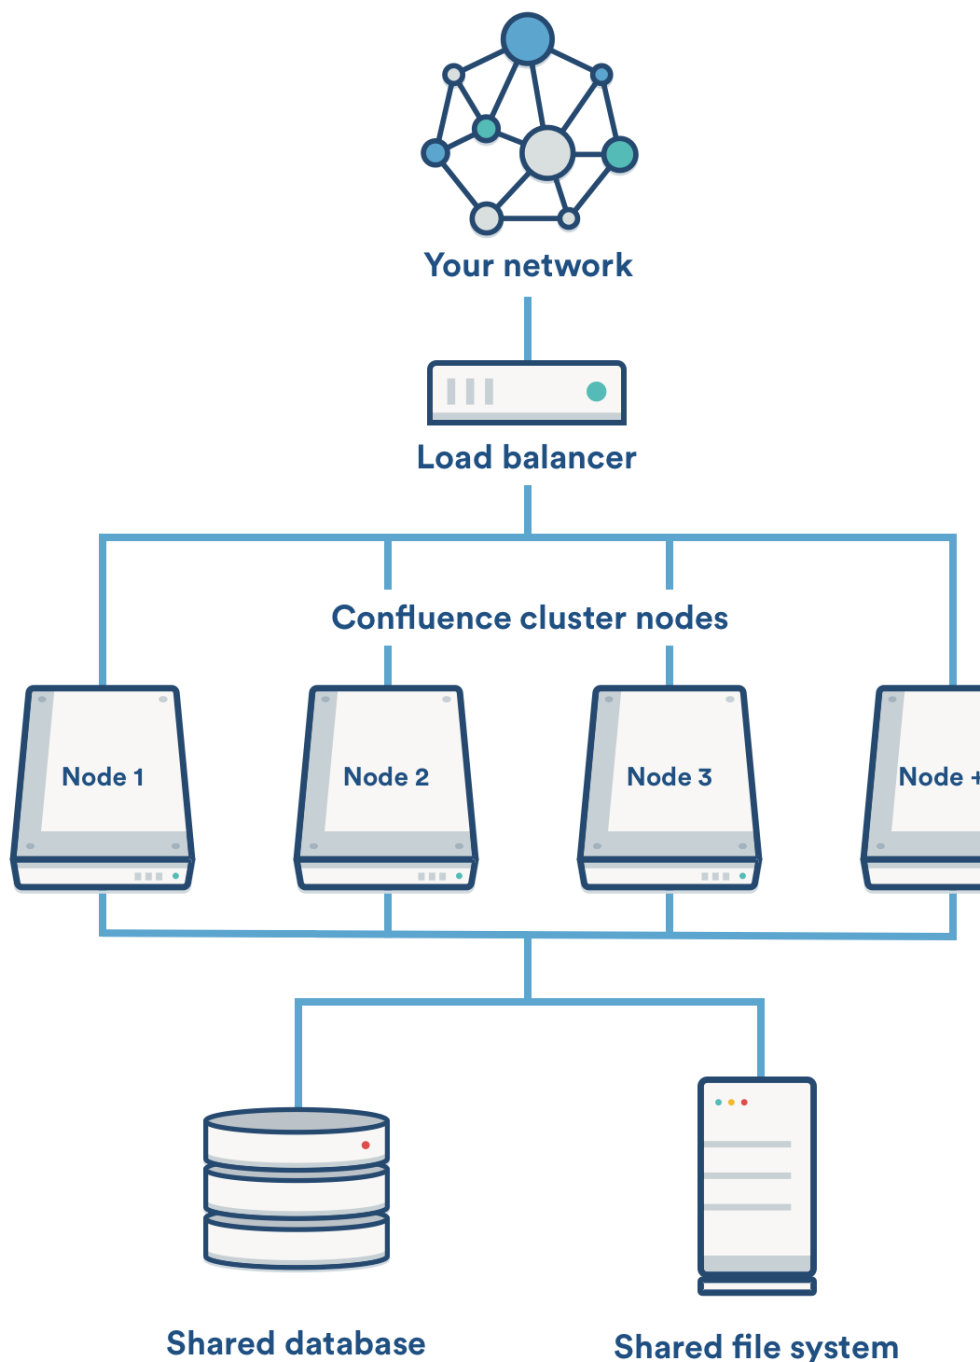 Your network
Load balancer
Confluence cluster nodes
Node 1
Node 2
Node 3
Node +
Shared database
Shared file system